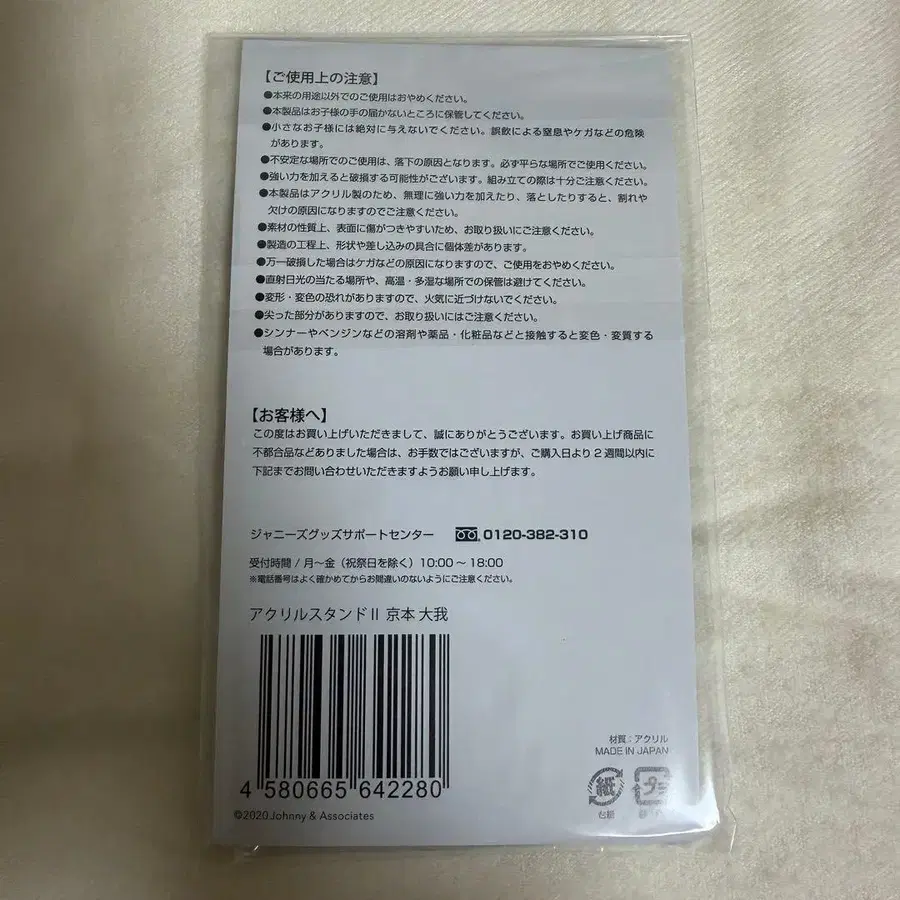 【ご使用上の注意】
●本来の用途以外でのご使用はおやめください。
●本製品はお子様の手の届かないところに保管してください。
●小さなお子様には絶対に与えないでください。誤飲による窒息やケガなどの危険
があります。
●不安定な場所でのご使用は、落下の原因となります。必ず平らな場所でご使用ください。
●強い力を加えると破損する可能性がございます。組み立ての際は十分ご注意ください。
●本製品はアクリル製のため、無理に強い力を加えたり、落としたりすると、割れや
欠けの原因になりますのでご注意ください。
●素材の性質上、表面に傷がつきやすいため、お取り扱いにご注意ください。
●製造の工程上、形状や差し込みの具合に個体差があります。
●万一破損した場合はケガなどの原因になりますので、ご使用をおやめください。
●直射日光の当たる場所や、高温・多湿な場所での保管は避けてください。
●変形・変色の恐れがありますので、火気に近づけないでください。
●尖った部分がありますので、お取り扱いにはご注意ください。
●シンナーやベンジンなどの溶剤や薬品・化粧品などと接触すると変色・変質する
場合があります。
【お客様へ】
この度はお買い上げいただきまして、誠にありがとうございます。お買い上げ商品に
不都合品などありました場合は、お手数ではございますが、ご購入日より2週間以内に
下記までお問い合わせいただきますようお願い申し上げます。
ジャニーズグッズサポートセンター 0120-382-310
受付時間 / 月～金（祝祭日を除く）10:00～18:00
※電話番号はよく確かめてからお間違いのないようにご注意ください。
アクリルスタンドⅡ 京本 大我
4 580665 642280
©2020 Johnny & Associates
材質：アクリル
MADE IN JAPAN
紙
台紙
プラ